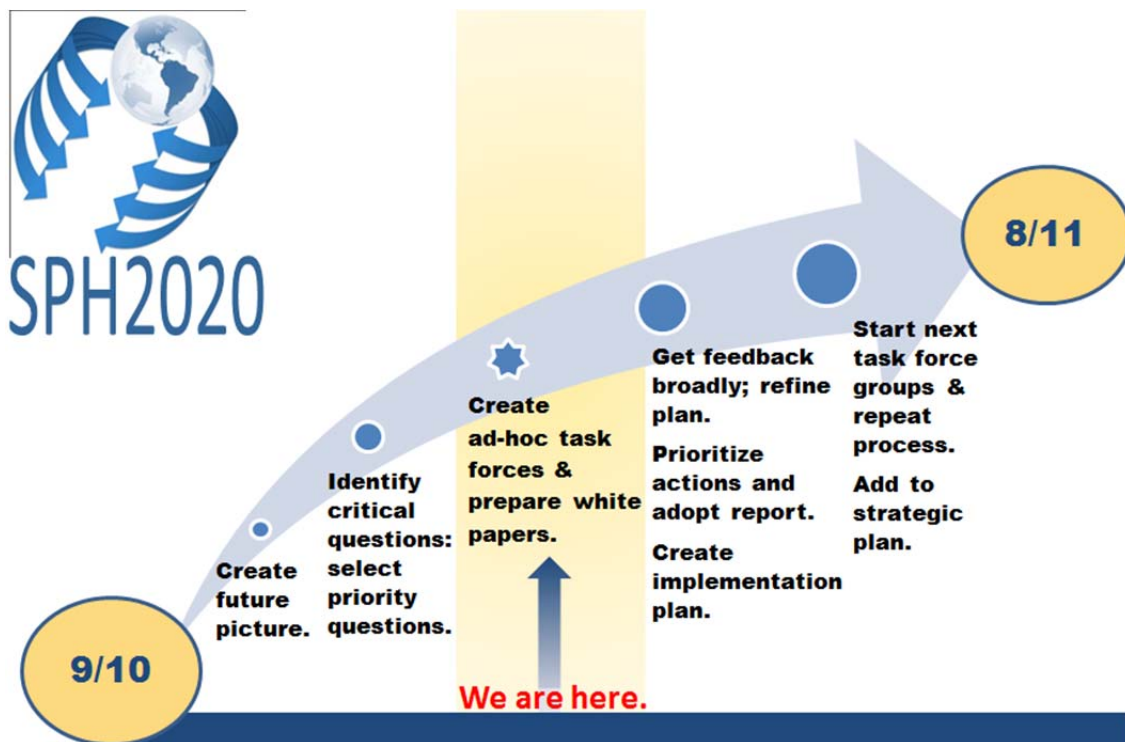 SPH2020
9/10
Create
future
picture.
Identify
critical
questions:
select
priority
questions.
Create
ad-hoc task
forces &
prepare white
papers.
We are here.
Get feedback
broadly; refine
plan.
Prioritize
actions and
adopt report.
Create
implementation
plan.
Start next
task force
groups &
repeat
process.
Add to
strategic
plan.
8/11